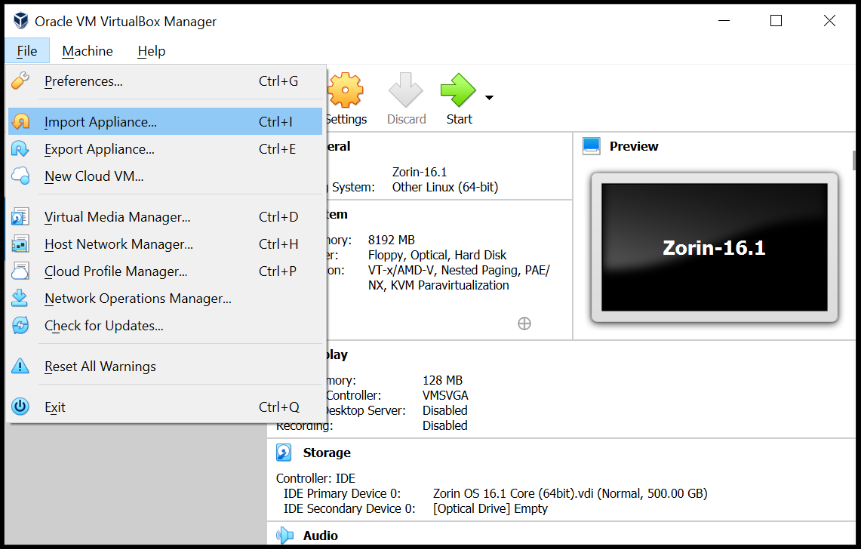 Oracle VM VirtualBox Manager
File Machine Help
Preferences... Ctrl+G
Import Appliance... Ctrl+I
Export Appliance... Ctrl+E
New Cloud VM...
Virtual Media Manager... Ctrl+D
Host Network Manager... Ctrl+H
Cloud Profile Manager... Ctrl+P
Network Operations Manager...
Check for Updates...
Reset All Warnings
Exit Ctrl+Q
Settings Discard Start
eral
Zorin-16.1
System: Other Linux (64-bit)
tem
ory: 8192 MB
er: Floppy, Optical, Hard Disk
ion: VT-x/AMD-V, Nested Paging, PAE/
NX, KVM Paravirtualization
Preview
Zorin-16.1
lay
mory: 128 MB
Controller: VMSVGA
esktop Server: Disabled
Recording: Disabled
Storage
Controller: IDE
IDE Primary Device 0: Zorin OS 16.1 Core (64bit).vdi (Normal, 500.00 GB)
IDE Secondary Device 0: [Optical Drive] Empty
Audio